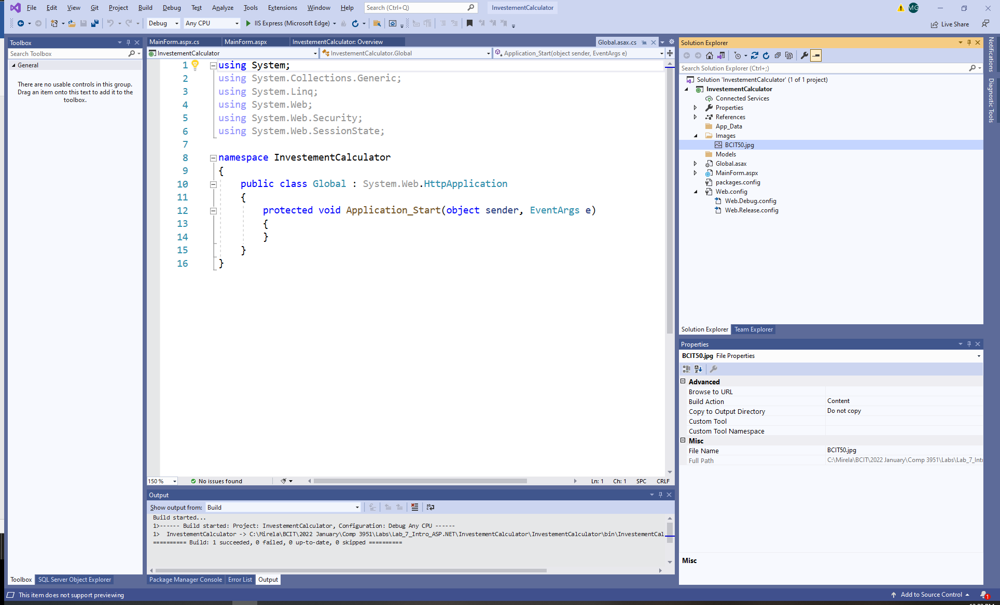 File Edit View Git Project Build Debug Test Analyze Tools Extensions Window Help Search (Ctrl+Q) InvestementCalculator MG
Debug Any CPU IIS Express (Microsoft Edge) Live Share
Toolbox
Search Toolbox
General
There are no usable controls in this group.
Drag an item onto this text to add it to the
toolbox.
MainForm.aspx.cs MainForm.aspx InvestementCalculator: Overview Global.asax.cs
InvestementCalculator InvestementCalculator.Global Application_Start(object sender, EventArgs e)
1 using System;
2 using System.Collections.Generic;
3 using System.Linq;
4 using System.Web;
5 using System.Web.Security;
6 using System.Web.SessionState;
7
8 namespace InvestementCalculator
9 {
10 public class Global : System.Web.HttpApplication
11 {
12 protected void Application_Start(object sender, EventArgs e)
13 {
14 }
15 }
16 }
150 % No issues found Ln: 1 Ch: 1 SPC CRLF
Output
Show output from: Build
Build started...
1>------ Build started: Project: InvestementCalculator, Configuration: Debug Any CPU ------
1> InvestementCalculator -> C:\Mirela\BCIT\2022 January\Comp 3951\Labs\Lab_7_Intro_ASP.NET\InvestementCalculator\InvestementCalculator\bin\InvestementCal
========== Build: 1 succeeded, 0 failed, 0 up-to-date, 0 skipped ==========
Toolbox SQL Server Object Explorer
Package Manager Console Error List Output
Solution Explorer
Search Solution Explorer (Ctrl+;)
Solution 'InvestementCalculator' (1 of 1 project)
InvestementCalculator
Connected Services
Properties
References
App_Data
Images
BCIT50.jpg
Models
Global.asax
MainForm.aspx
packages.config
Web.config
Web.Debug.config
Web.Release.config
Solution Explorer Team Explorer
Properties
BCIT50.jpg File Properties
Advanced
Browse to URL
Build Action Content
Copy to Output Directory Do not copy
Custom Tool
Custom Tool Namespace
Misc
File Name BCIT50.jpg
Full Path C:\Mirela\BCIT\2022 January\Comp 3951\Labs\Lab_7_Intr
Misc
Notifications
Diagnostic Tools
This item does not support previewing Add to Source Control 1